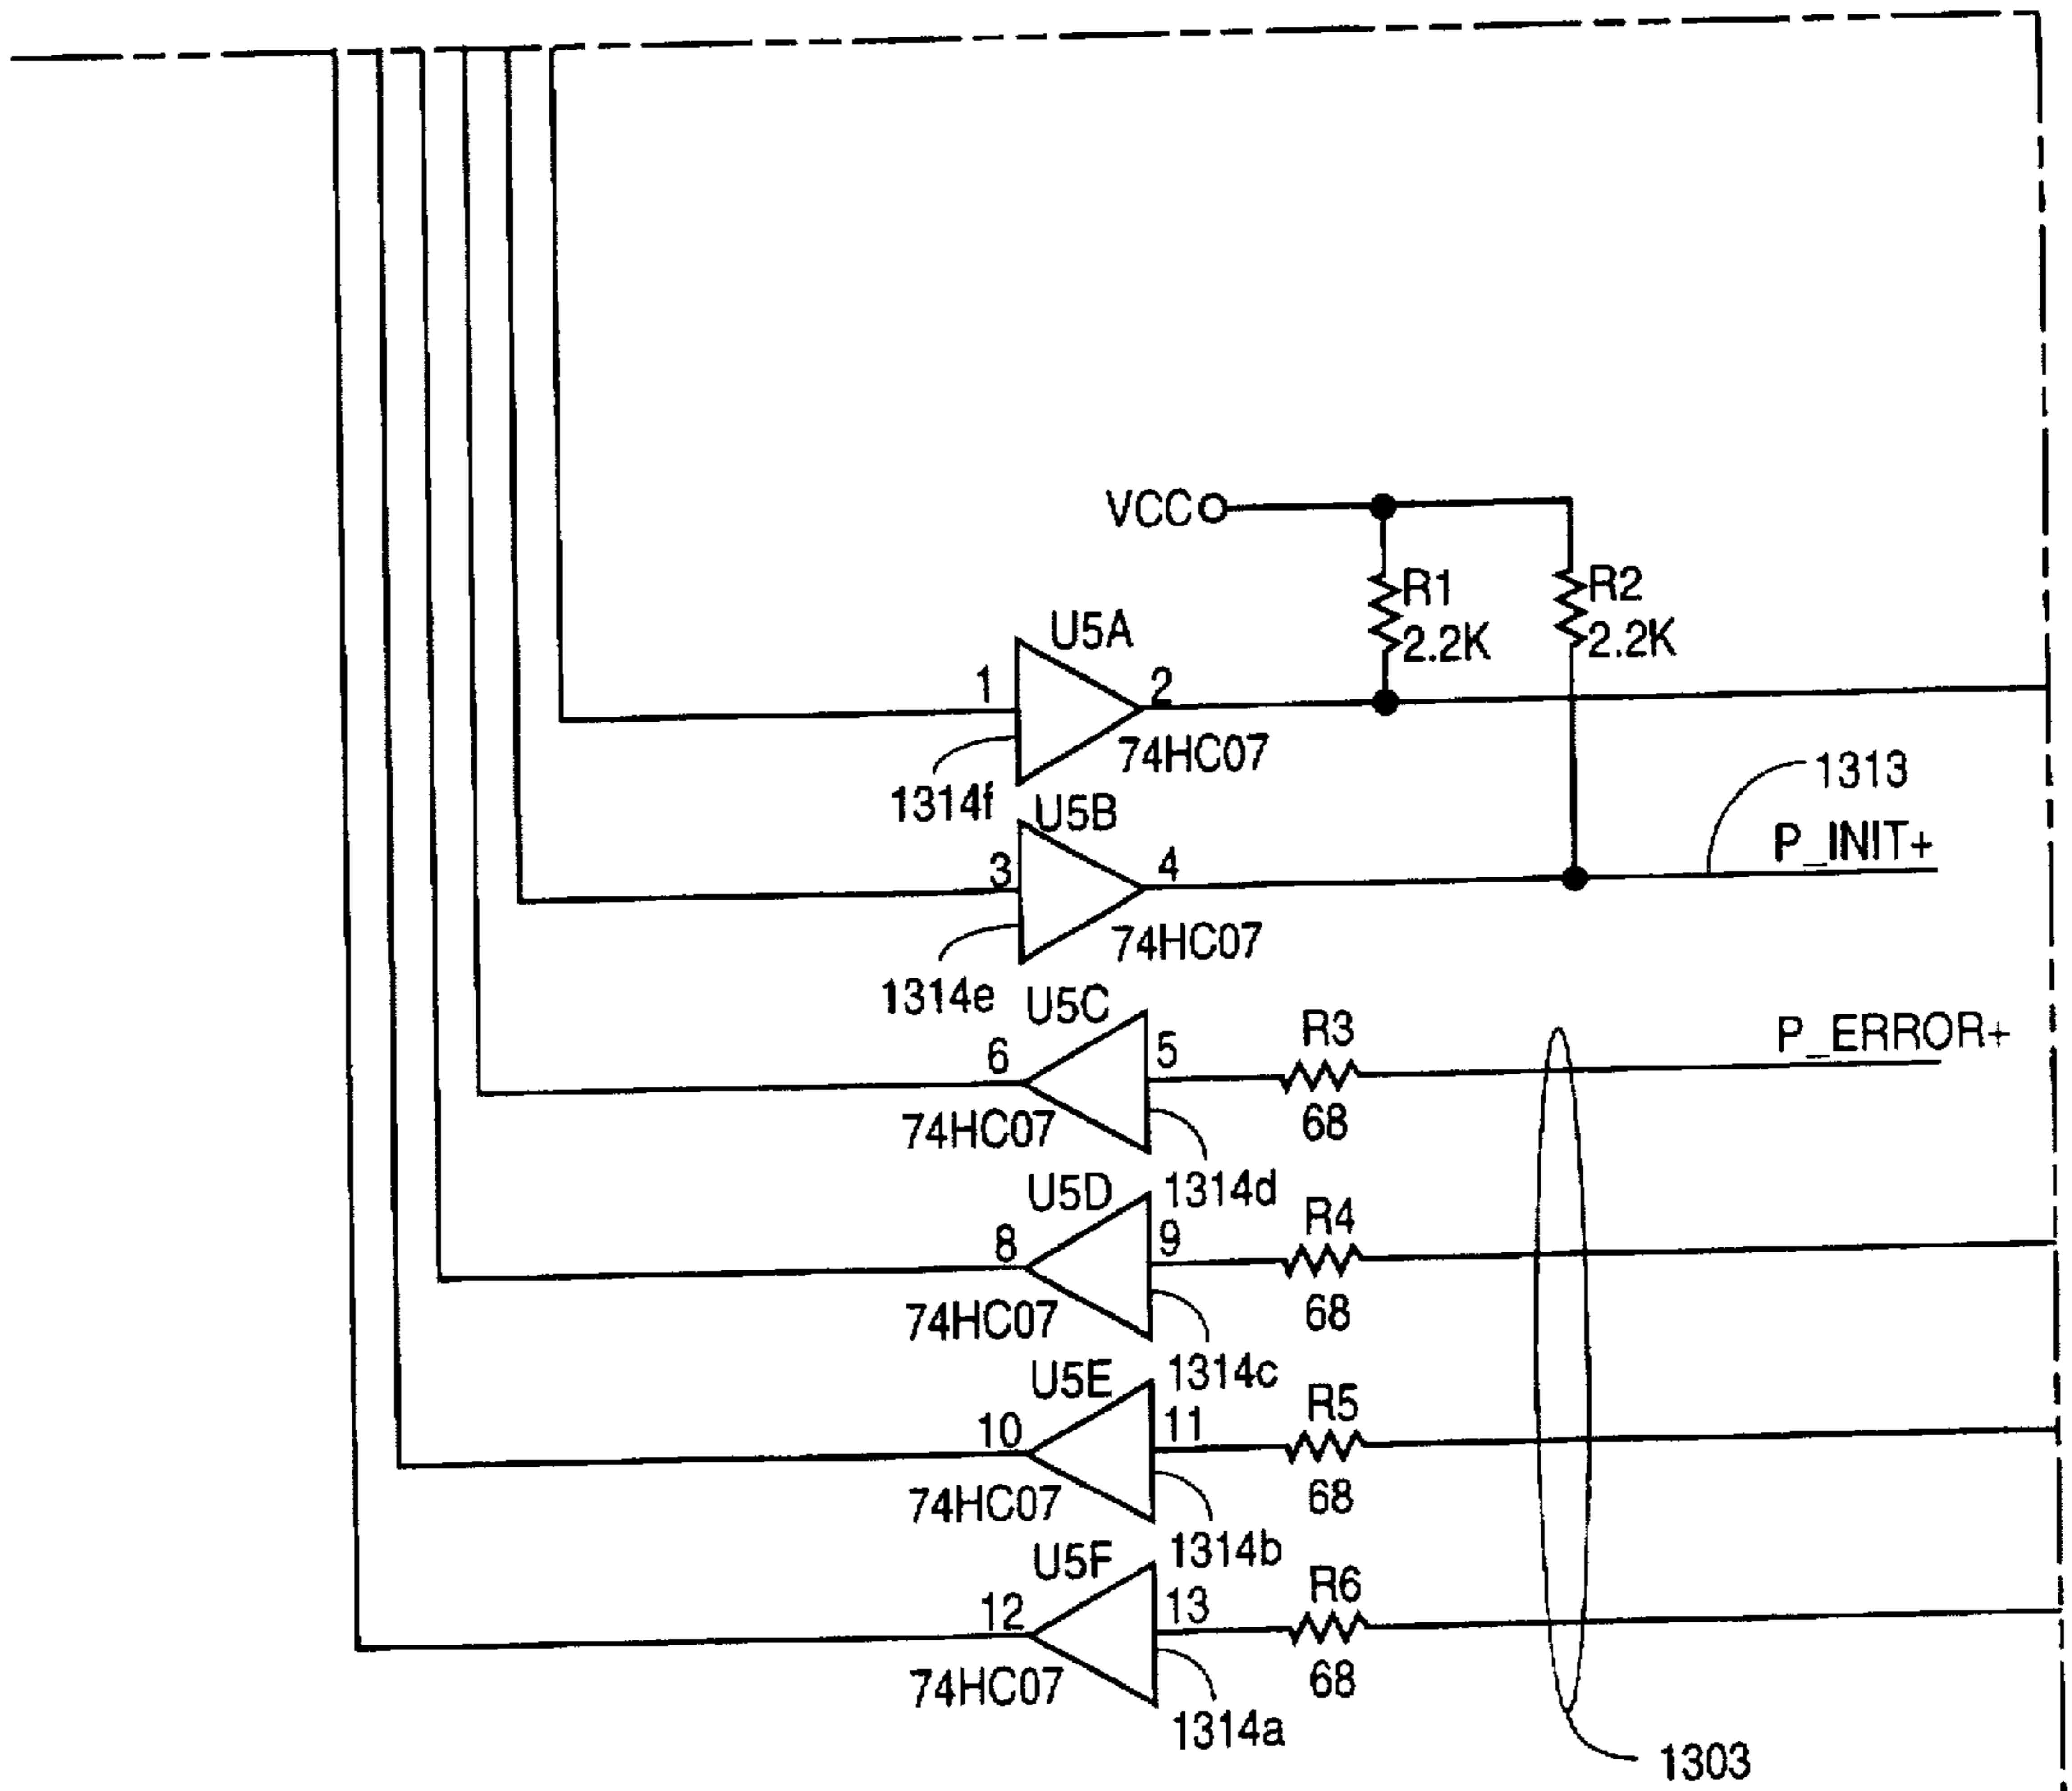 VCC
R1
2.2K
R2
2.2K
U5A
1
2
74HC07
1314f
1313
U5B
P_INIT+
3
4
74HC07
1314e
U5C
R3
P_ERROR+
6
5
74HC07
68
1314d
U5D
R4
8
9
74HC07
68
1314c
U5E
R5
10
11
74HC07
68
1314b
U5F
R6
12
13
74HC07
68
1314a
1303